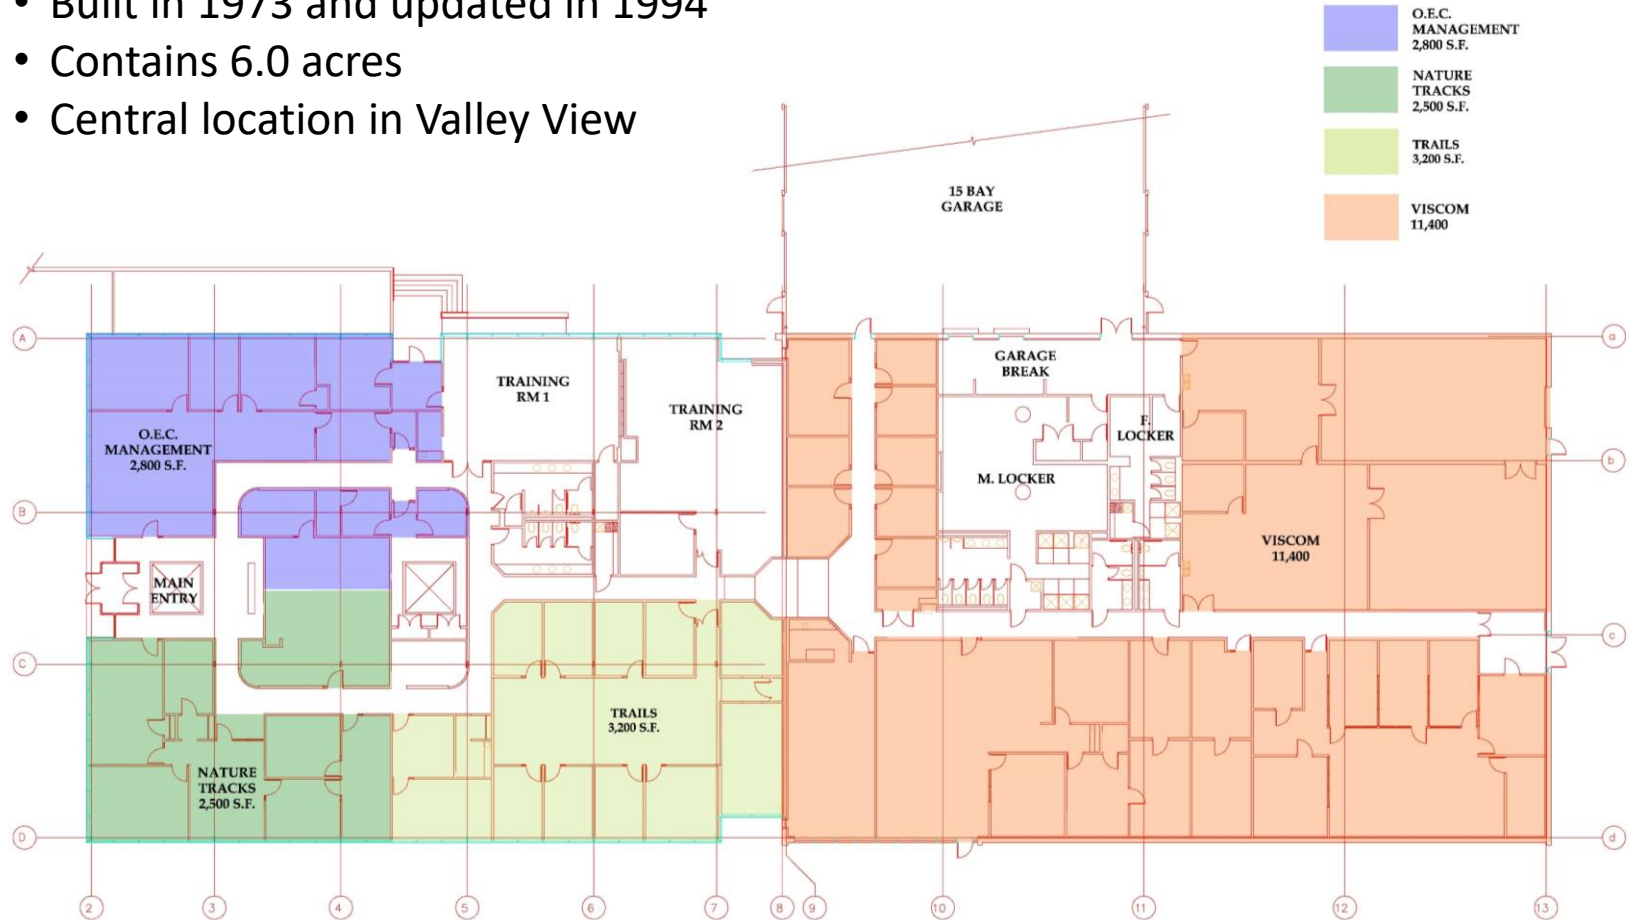 • Built in 1973 and updated in 1994
• Contains 6.0 acres
• Central location in Valley View
O.E.C.
MANAGEMENT
2,800 S.F.
NATURE
TRACKS
2,500 S.F.
TRAILS
3,200 S.F.
VISCOM
11,400
15 BAY
GARAGE
A
a
GARAGE
BREAK
TRAINING
RM 1
TRAINING
RM 2
F.
LOCKER
O.E.C.
MANAGEMENT
2,800 S.F.
b
M. LOCKER
B
VISCOM
11,400
MAIN
ENTRY
c
C
TRAILS
3,200 S.F.
NATURE
TRACKS
2,500 S.F.
D
d
2
3
4
5
6
7
8
9
10
11
12
13